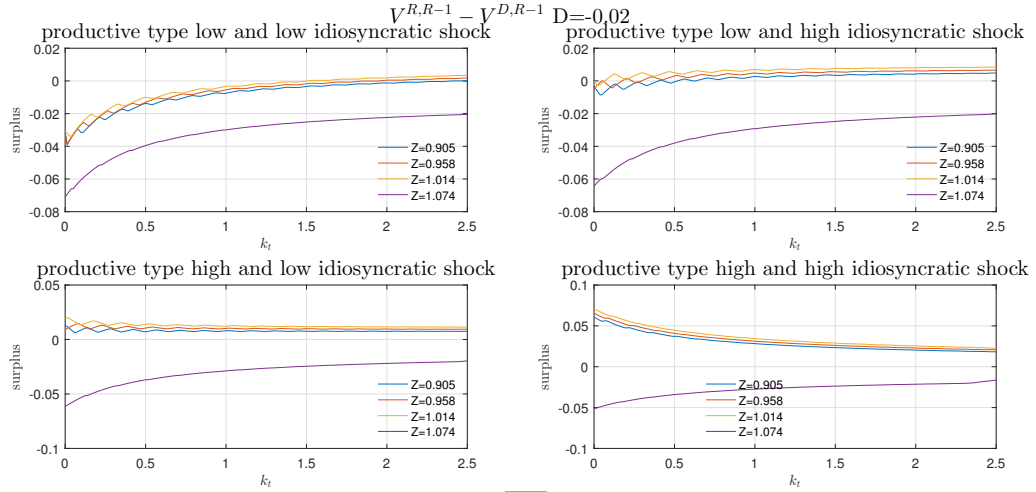 V^{R,R-1} − V^{D,R-1} D=-0.02
productive type low and low idiosyncratic shock
0.02
0
-0.02
-0.04
-0.06
-0.08
surplus
Z=0.905
Z=0.958
Z=1.014
Z=1.074
0 0.5 1 1.5 2 2.5
k_t
productive type low and high idiosyncratic shock
0.02
0
-0.02
-0.04
-0.06
-0.08
surplus
Z=0.905
Z=0.958
Z=1.014
Z=1.074
0 0.5 1 1.5 2 2.5
k_t
productive type high and low idiosyncratic shock
0.05
0
-0.05
-0.1
surplus
Z=0.905
Z=0.958
Z=1.014
Z=1.074
0 0.5 1 1.5 2 2.5
k_t
productive type high and high idiosyncratic shock
0.1
0.05
0
-0.05
-0.1
surplus
Z=0.905
Z=0.958
Z=1.014
Z=1.074
0 0.5 1 1.5 2 2.5
k_t